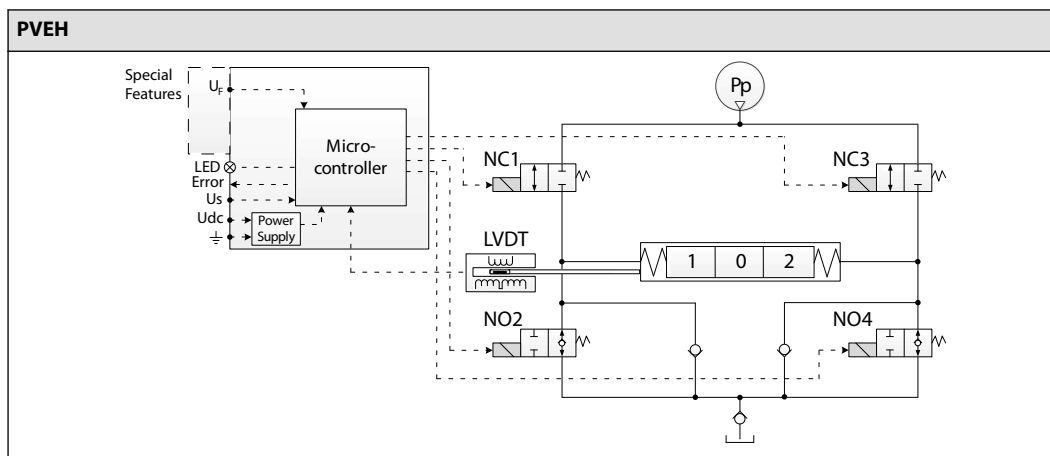 PVEH
Special
Features
UF
Pp
Micro-
controller
NC1
NC3
LED
Error
Us
Udc
Power
Supply
LVDT
1 0 2
NO2
NO4